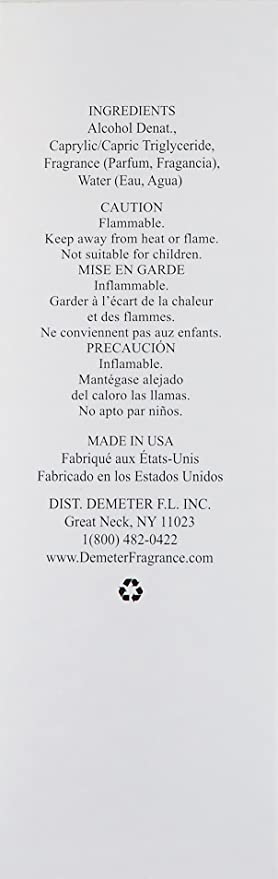 INGREDIENTS
Alcohol Denat.,
Caprylic/Capric Triglyceride,
Fragrance (Parfum, Fragancia),
Water (Eau, Agua)
CAUTION
Flammable.
Keep away from heat or flame.
Not suitable for children.
MISE EN GARDE
Inflammable.
Garder à l'écart de la chaleur
et des flammes.
Ne conviennent pas aux enfants.
PRECAUCIÓN
Inflamable.
Mantégase alejado
del caloro las llamas.
No apto par niños.
MADE IN USA
Fabriqué aux États-Unis
Fabricado en los Estados Unidos
DIST. DEMETER F.L. INC.
Great Neck, NY 11023
1(800) 482-0422
www.DemeterFragrance.com